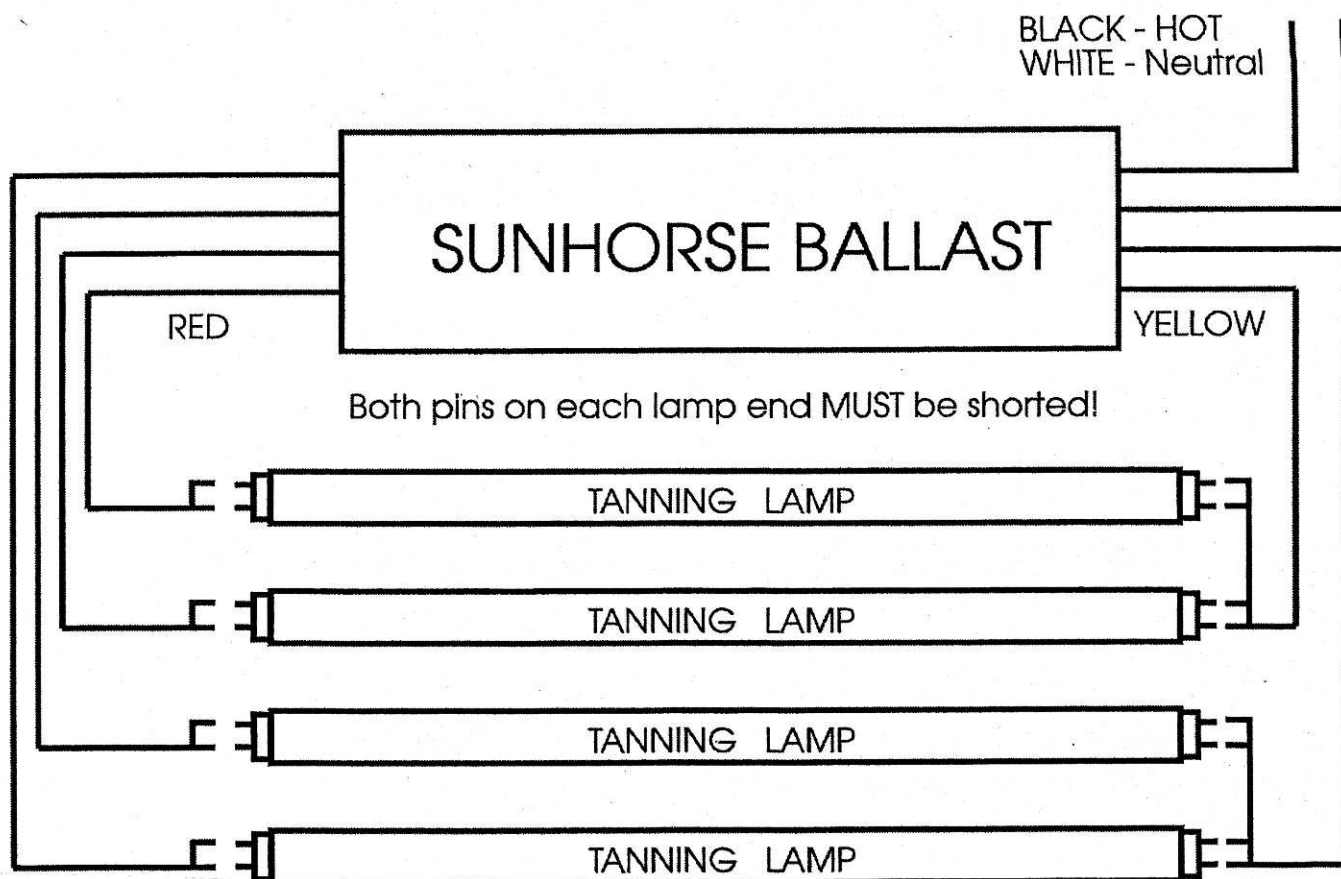 BLACK - HOT
WHITE - Neutral
SUNHORSE BALLAST
RED
YELLOW
Both pins on each lamp end MUST be shorted!
TANNING LAMP
TANNING LAMP
TANNING LAMP
TANNING LAMP